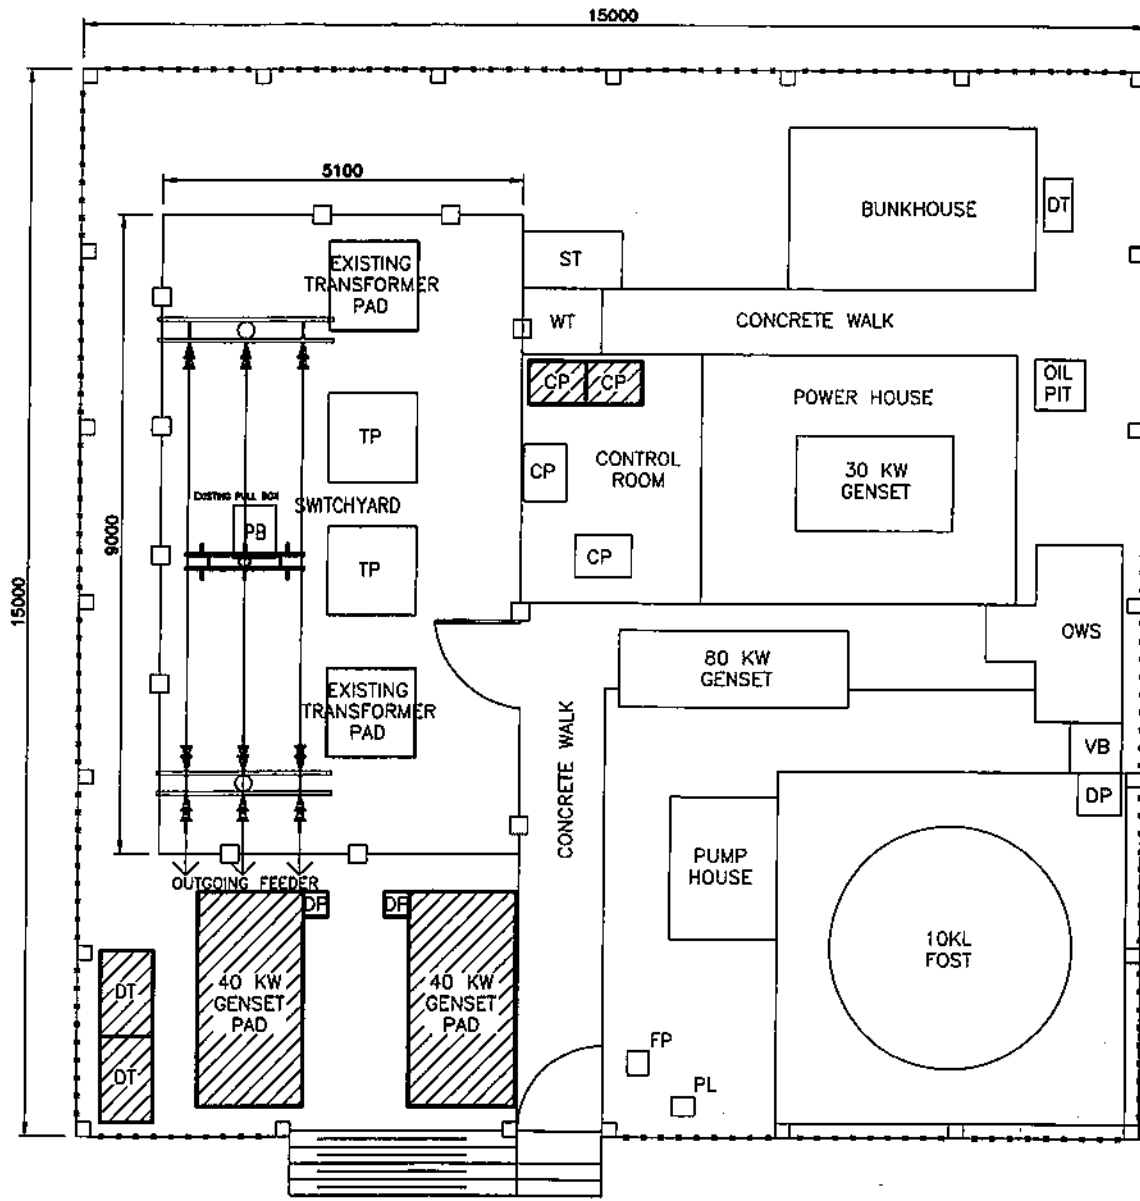 15000
5100
BUNKHOUSE
DT
EXISTING
TRANSFORMER
PAD
ST
WT
CONCRETE WALK
CP
CP
OIL
PIT
POWER HOUSE
TP
CP
CONTROL
ROOM
30 KW
GENSET
EXISTING PULL BOX
SWITCHYARD
PB
9000
CP
TP
15000
OWS
80 KW
GENSET
EXISTING
TRANSFORMER
PAD
CONCRETE WALK
VB
DP
PUMP
HOUSE
OUTGOING FEEDER
DP
DP
10KL
FOST
DT
40 KW
GENSET
PAD
40 KW
GENSET
PAD
DT
FP
PL